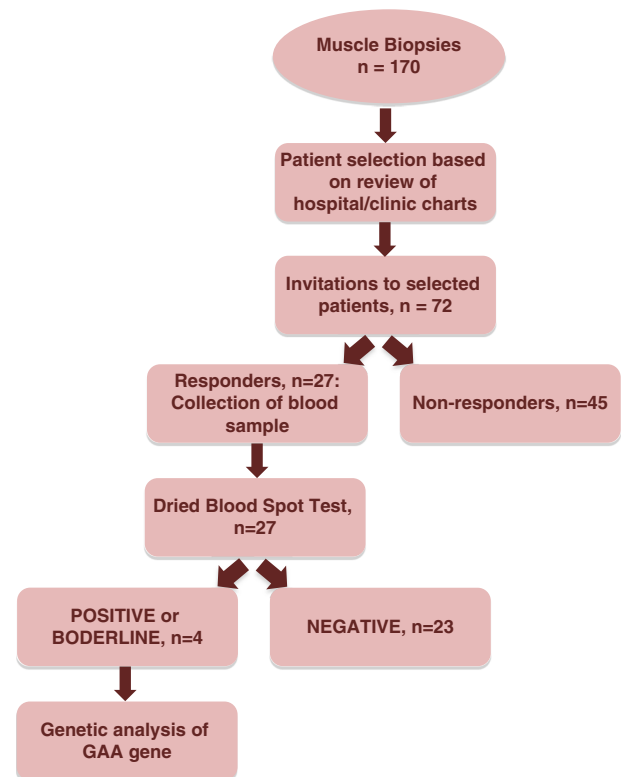 Muscle Biopsies
n = 170
Patient selection based
on review of
hospital/clinic charts
Invitations to selected
patients, n = 72
Responders, n=27:
Collection of blood
sample
Non-responders, n=45
Dried Blood Spot Test,
n=27
POSITIVE or
BODERLINE, n=4
NEGATIVE, n=23
Genetic analysis of
GAA gene